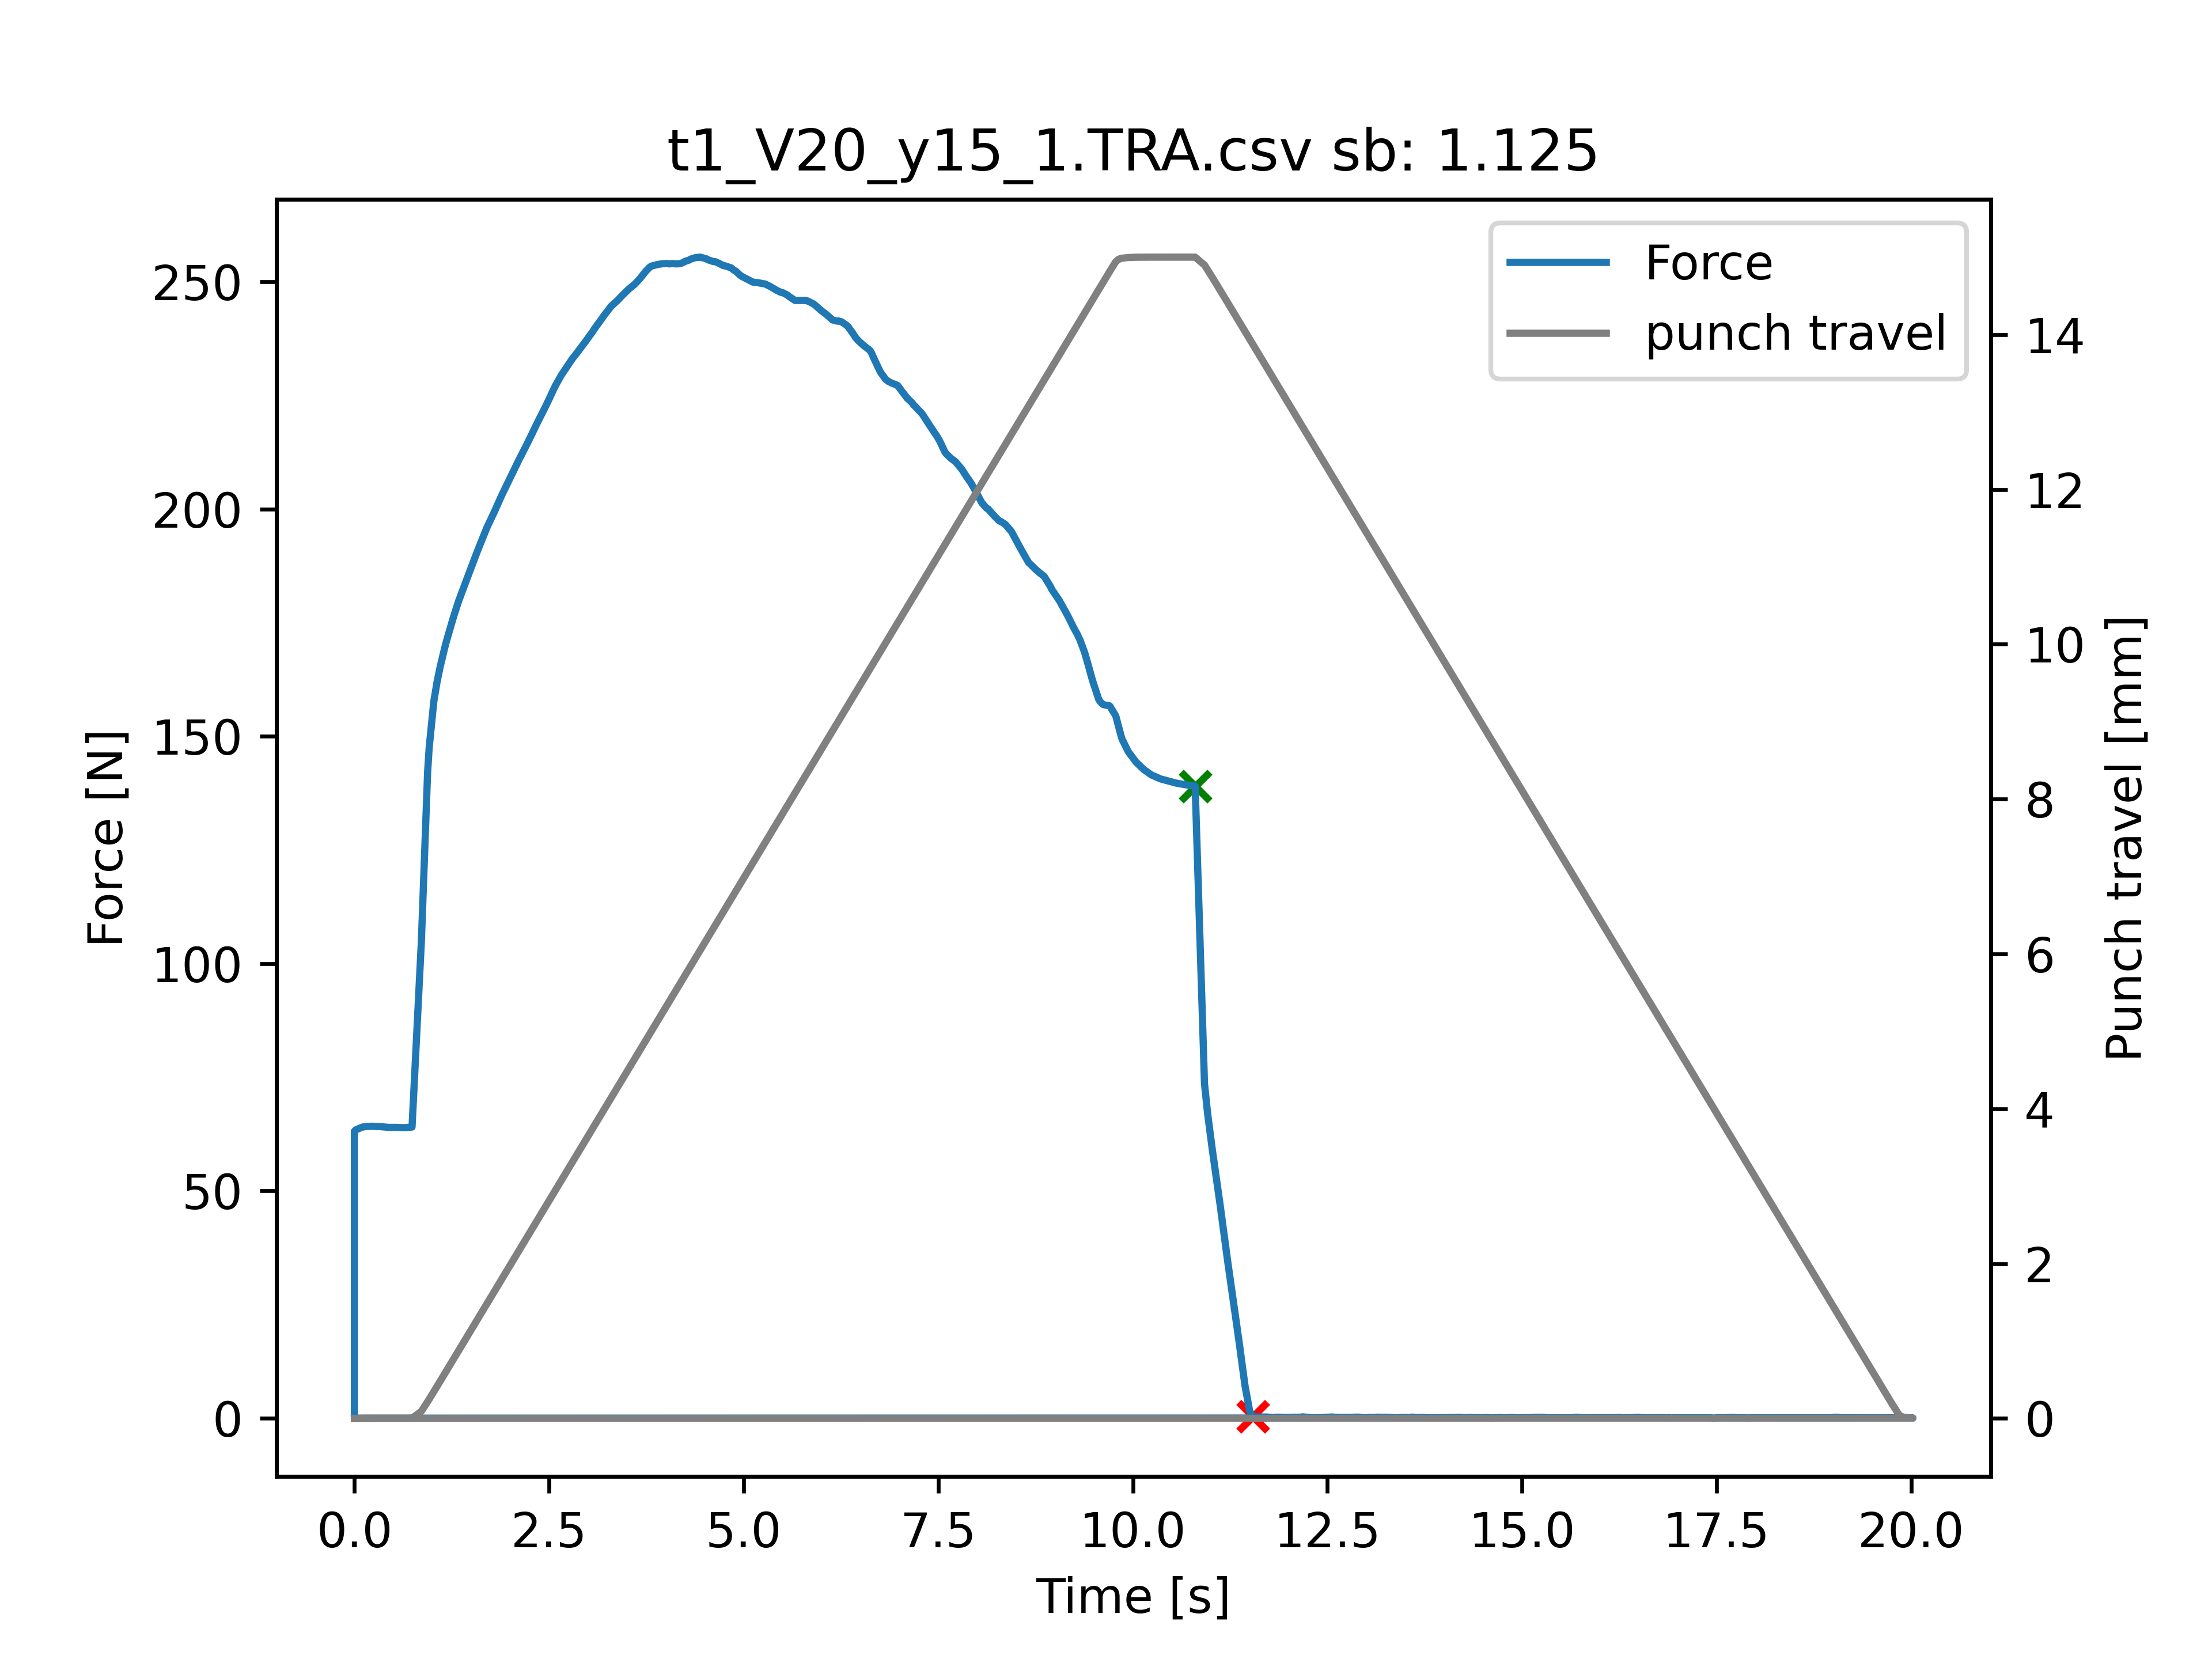 t1_V20_y15_1.TRA.csv sb: 1.125
Force
punch travel
250
200
150
100
50
0
Force [N]
14
12
10
8
6
4
2
0
Punch travel [mm]
0.0 2.5 5.0 7.5 10.0 12.5 15.0 17.5 20.0
Time [s]